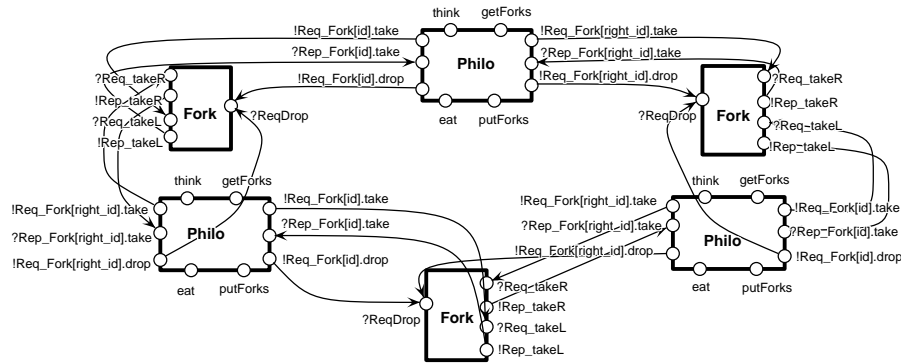 think
getForks
!Req_Fork[id].take
!Req_Fork[right_id].take
?Rep_Fork[id].take
?Rep_Fork[right_id].take
Philo
!Req_Fork[id].drop
!Req_Fork[right_id].drop
eat
putForks
?Req_takeR
!Rep_takeR
?Req_takeL
!Rep_takeL
Fork
?ReqDrop
?ReqDrop
Fork
?Req_takeR
!Rep_takeR
?Req_takeL
!Rep_takeL
think
getForks
!Req_Fork[right_id].take
!Req_Fork[id].take
?Rep_Fork[right_id].take
?Rep_Fork[id].take
Philo
!Req_Fork[right_id].drop
!Req_Fork[id].drop
eat
putForks
think
getForks
!Req_Fork[right_id].take
!Req_Fork[id].take
?Rep_Fork[right_id].take
?Rep_Fork[id].take
Philo
!Req_Fork[right_id].drop
!Req_Fork[id].drop
eat
putForks
?ReqDrop
Fork
?Req_takeR
!Rep_takeR
?Req_takeL
!Rep_takeL